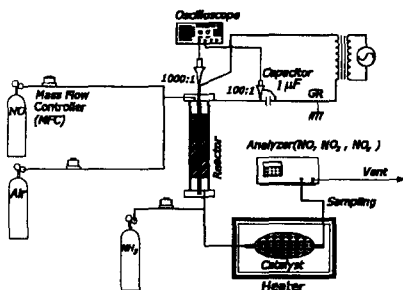 Oscilloscope
1000:1
100:1
Capacitor
1 μF
GR
Mass Flow
Controller
(MFC)
NO
Reactor
Air
Analyzer(NO, NO₂, NOₓ)
Vent
Sampling
NH₃
Catalyst
Heater